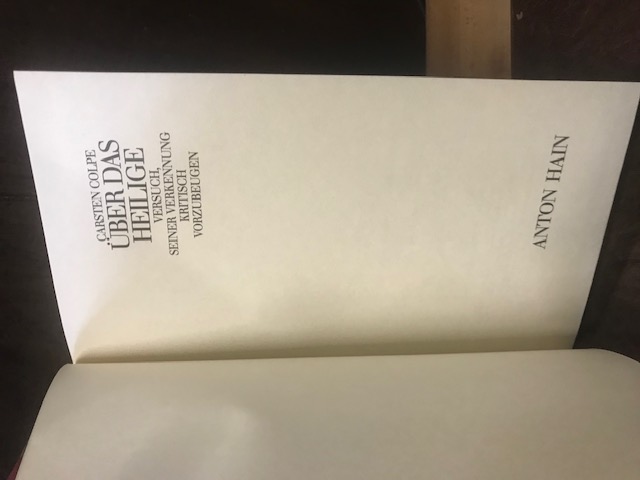 CARSTEN COLPE
ÜBER DAS
HEILIGE
VERSUCH,
SEINER VERKENNUNG
KRITISCH
VORZUBEUGEN
ANTON HAIN